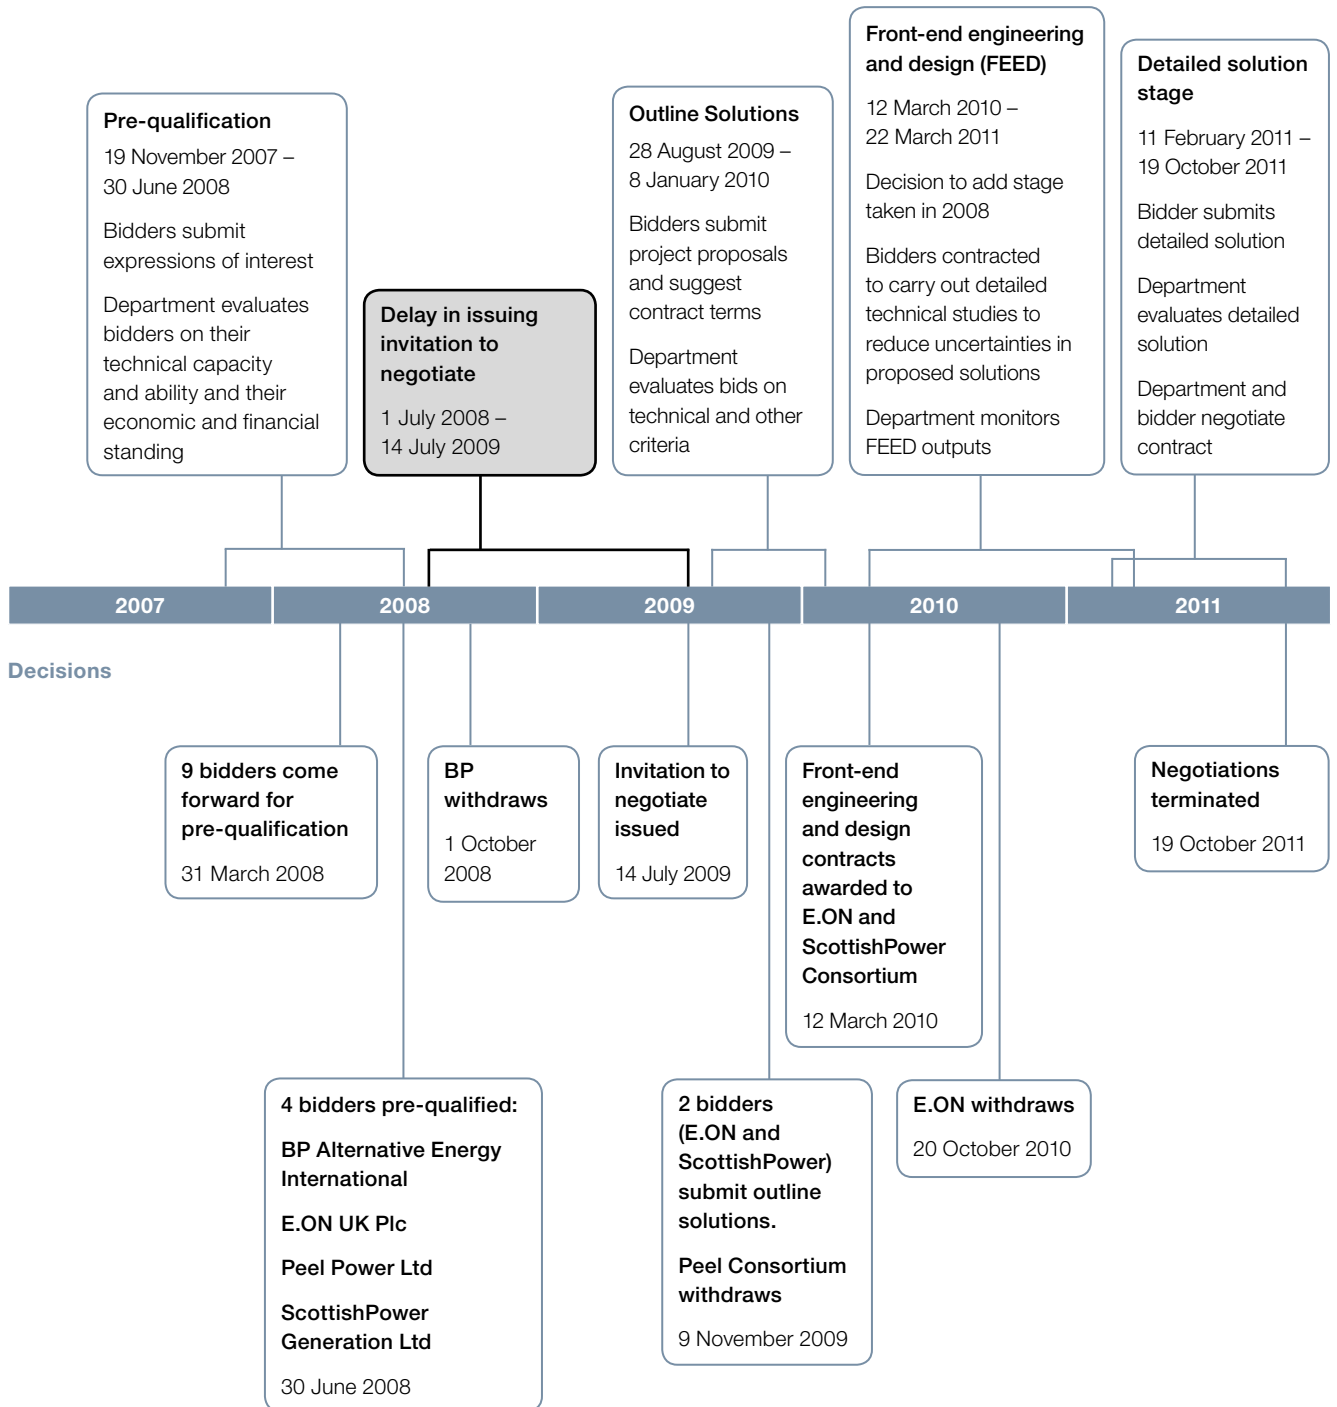 Pre-qualification
19 November 2007 –
30 June 2008
Bidders submit
expressions of interest
Department evaluates
bidders on their
technical capacity
and ability and their
economic and financial
standing
Delay in issuing
invitation to
negotiate
1 July 2008 –
14 July 2009
Outline Solutions
28 August 2009 –
8 January 2010
Bidders submit
project proposals
and suggest
contract terms
Department
evaluates bids on
technical and other
criteria
Front-end engineering
and design (FEED)
12 March 2010 –
22 March 2011
Decision to add stage
taken in 2008
Bidders contracted
to carry out detailed
technical studies to
reduce uncertainties in
proposed solutions
Department monitors
FEED outputs
Detailed solution
stage
11 February 2011 –
19 October 2011
Bidder submits
detailed solution
Department
evaluates detailed
solution
Department and
bidder negotiate
contract
2007
2008
2009
2010
2011
Decisions
9 bidders come
forward for
pre-qualification
31 March 2008
BP
withdraws
1 October
2008
Invitation to
negotiate
issued
14 July 2009
Front-end
engineering
and design
contracts
awarded to
E.ON and
ScottishPower
Consortium
12 March 2010
Negotiations
terminated
19 October 2011
4 bidders pre-qualified:
BP Alternative Energy
International
E.ON UK Plc
Peel Power Ltd
ScottishPower
Generation Ltd
30 June 2008
2 bidders
(E.ON and
ScottishPower)
submit outline
solutions.
Peel Consortium
withdraws
9 November 2009
E.ON withdraws
20 October 2010